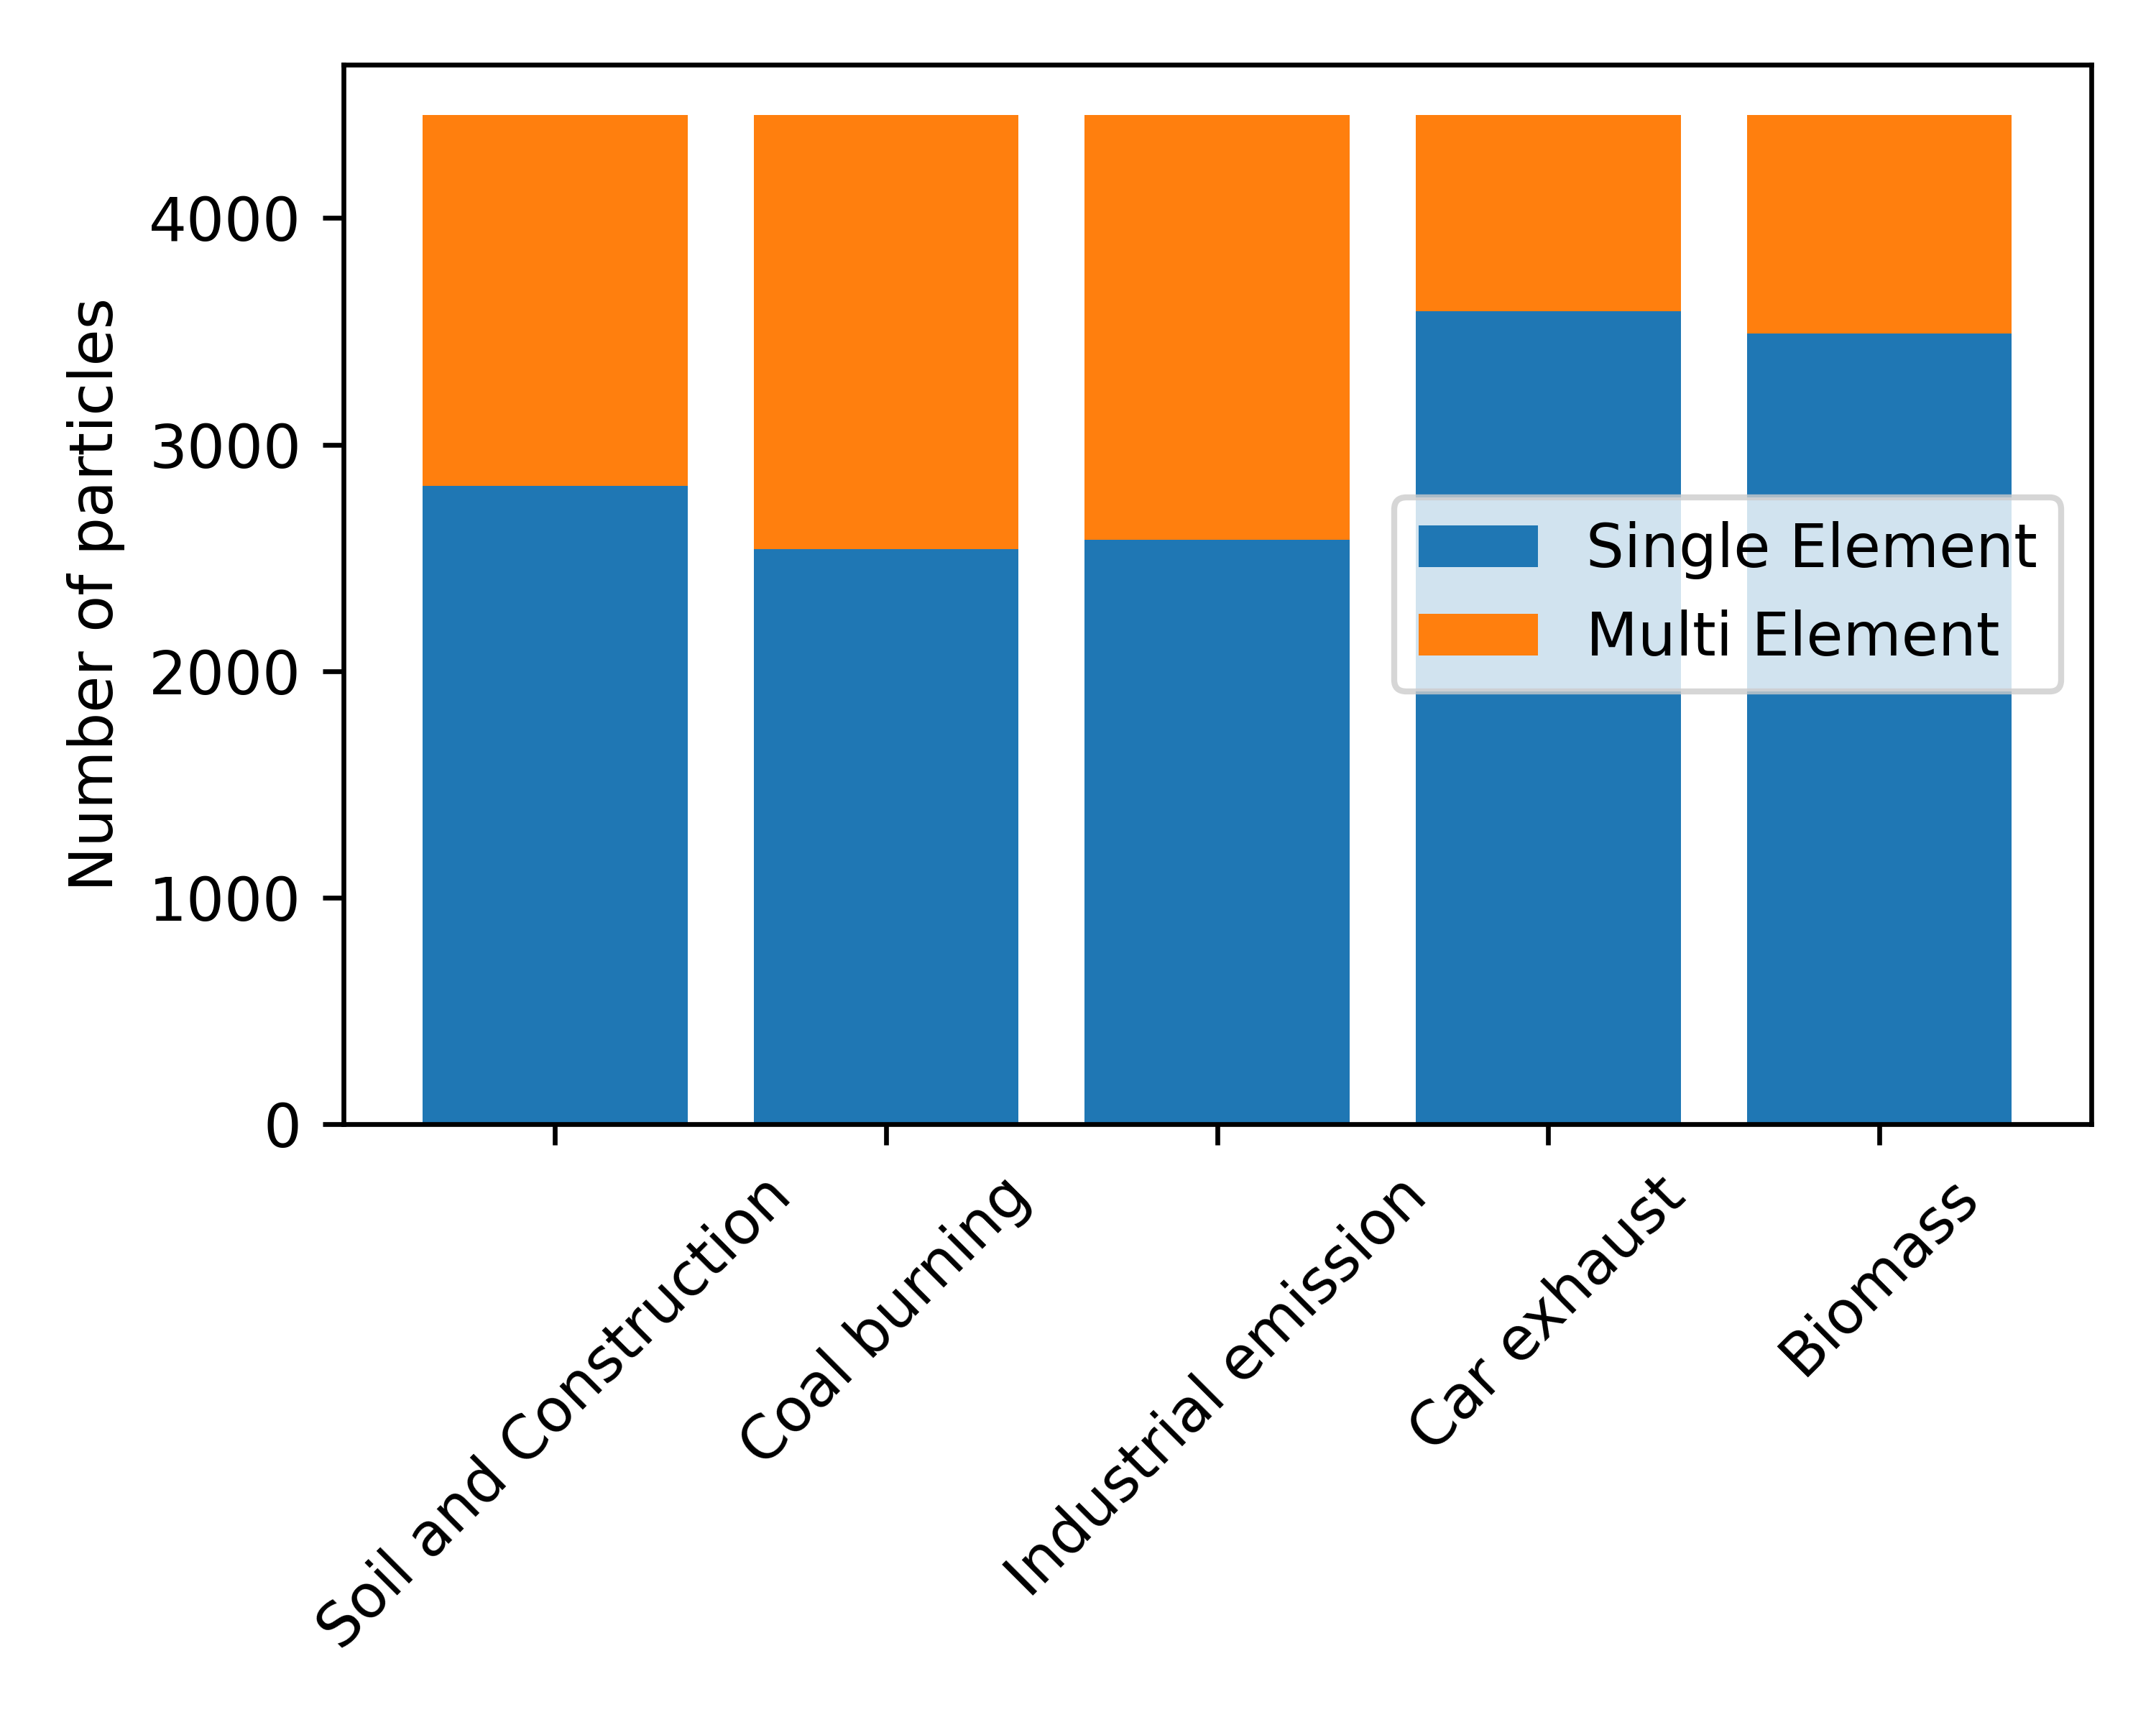 Number of particles
4000
3000
2000
1000
0
Single Element
Multi Element
Soil and Construction
Coal burning
Industrial emission
Car exhaust
Biomass